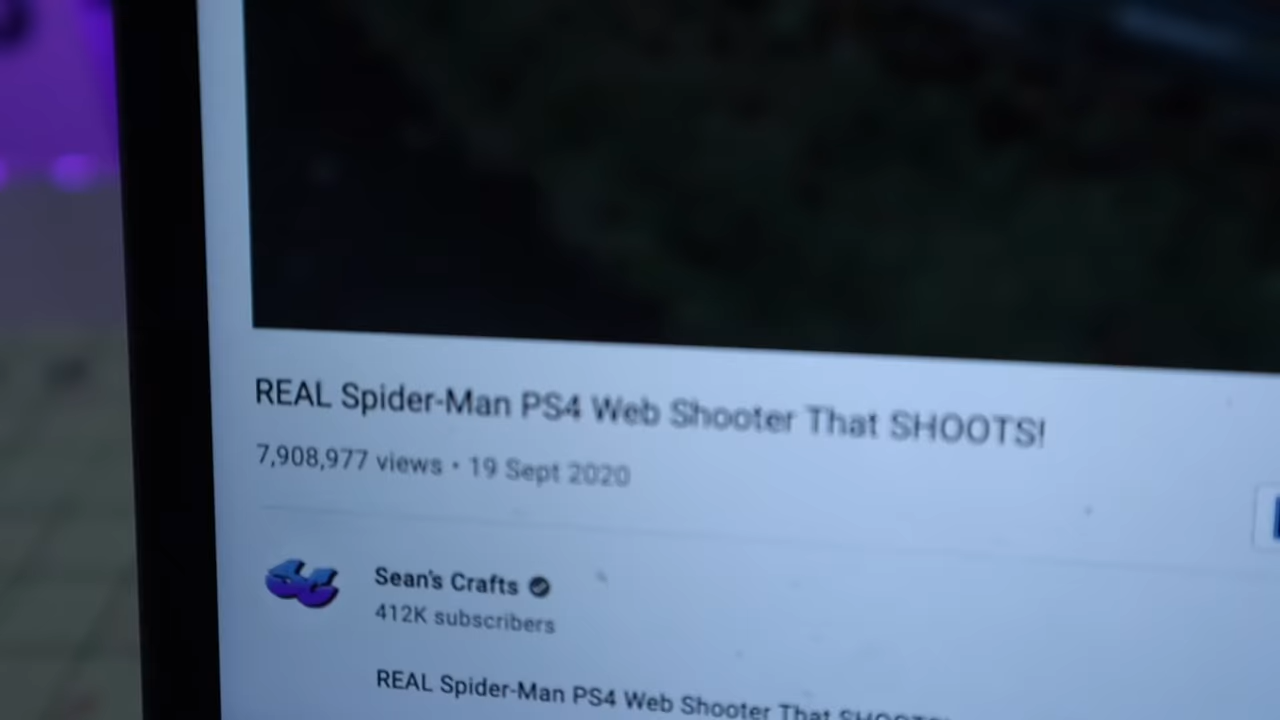 REAL Spider-Man PS4 Web Shooter That SHOOTS!
7,908,977 views • 19 Sept 2020
Sean's Crafts
412K subscribers
REAL Spider-Man PS4 Web Shooter That SHOOTS!